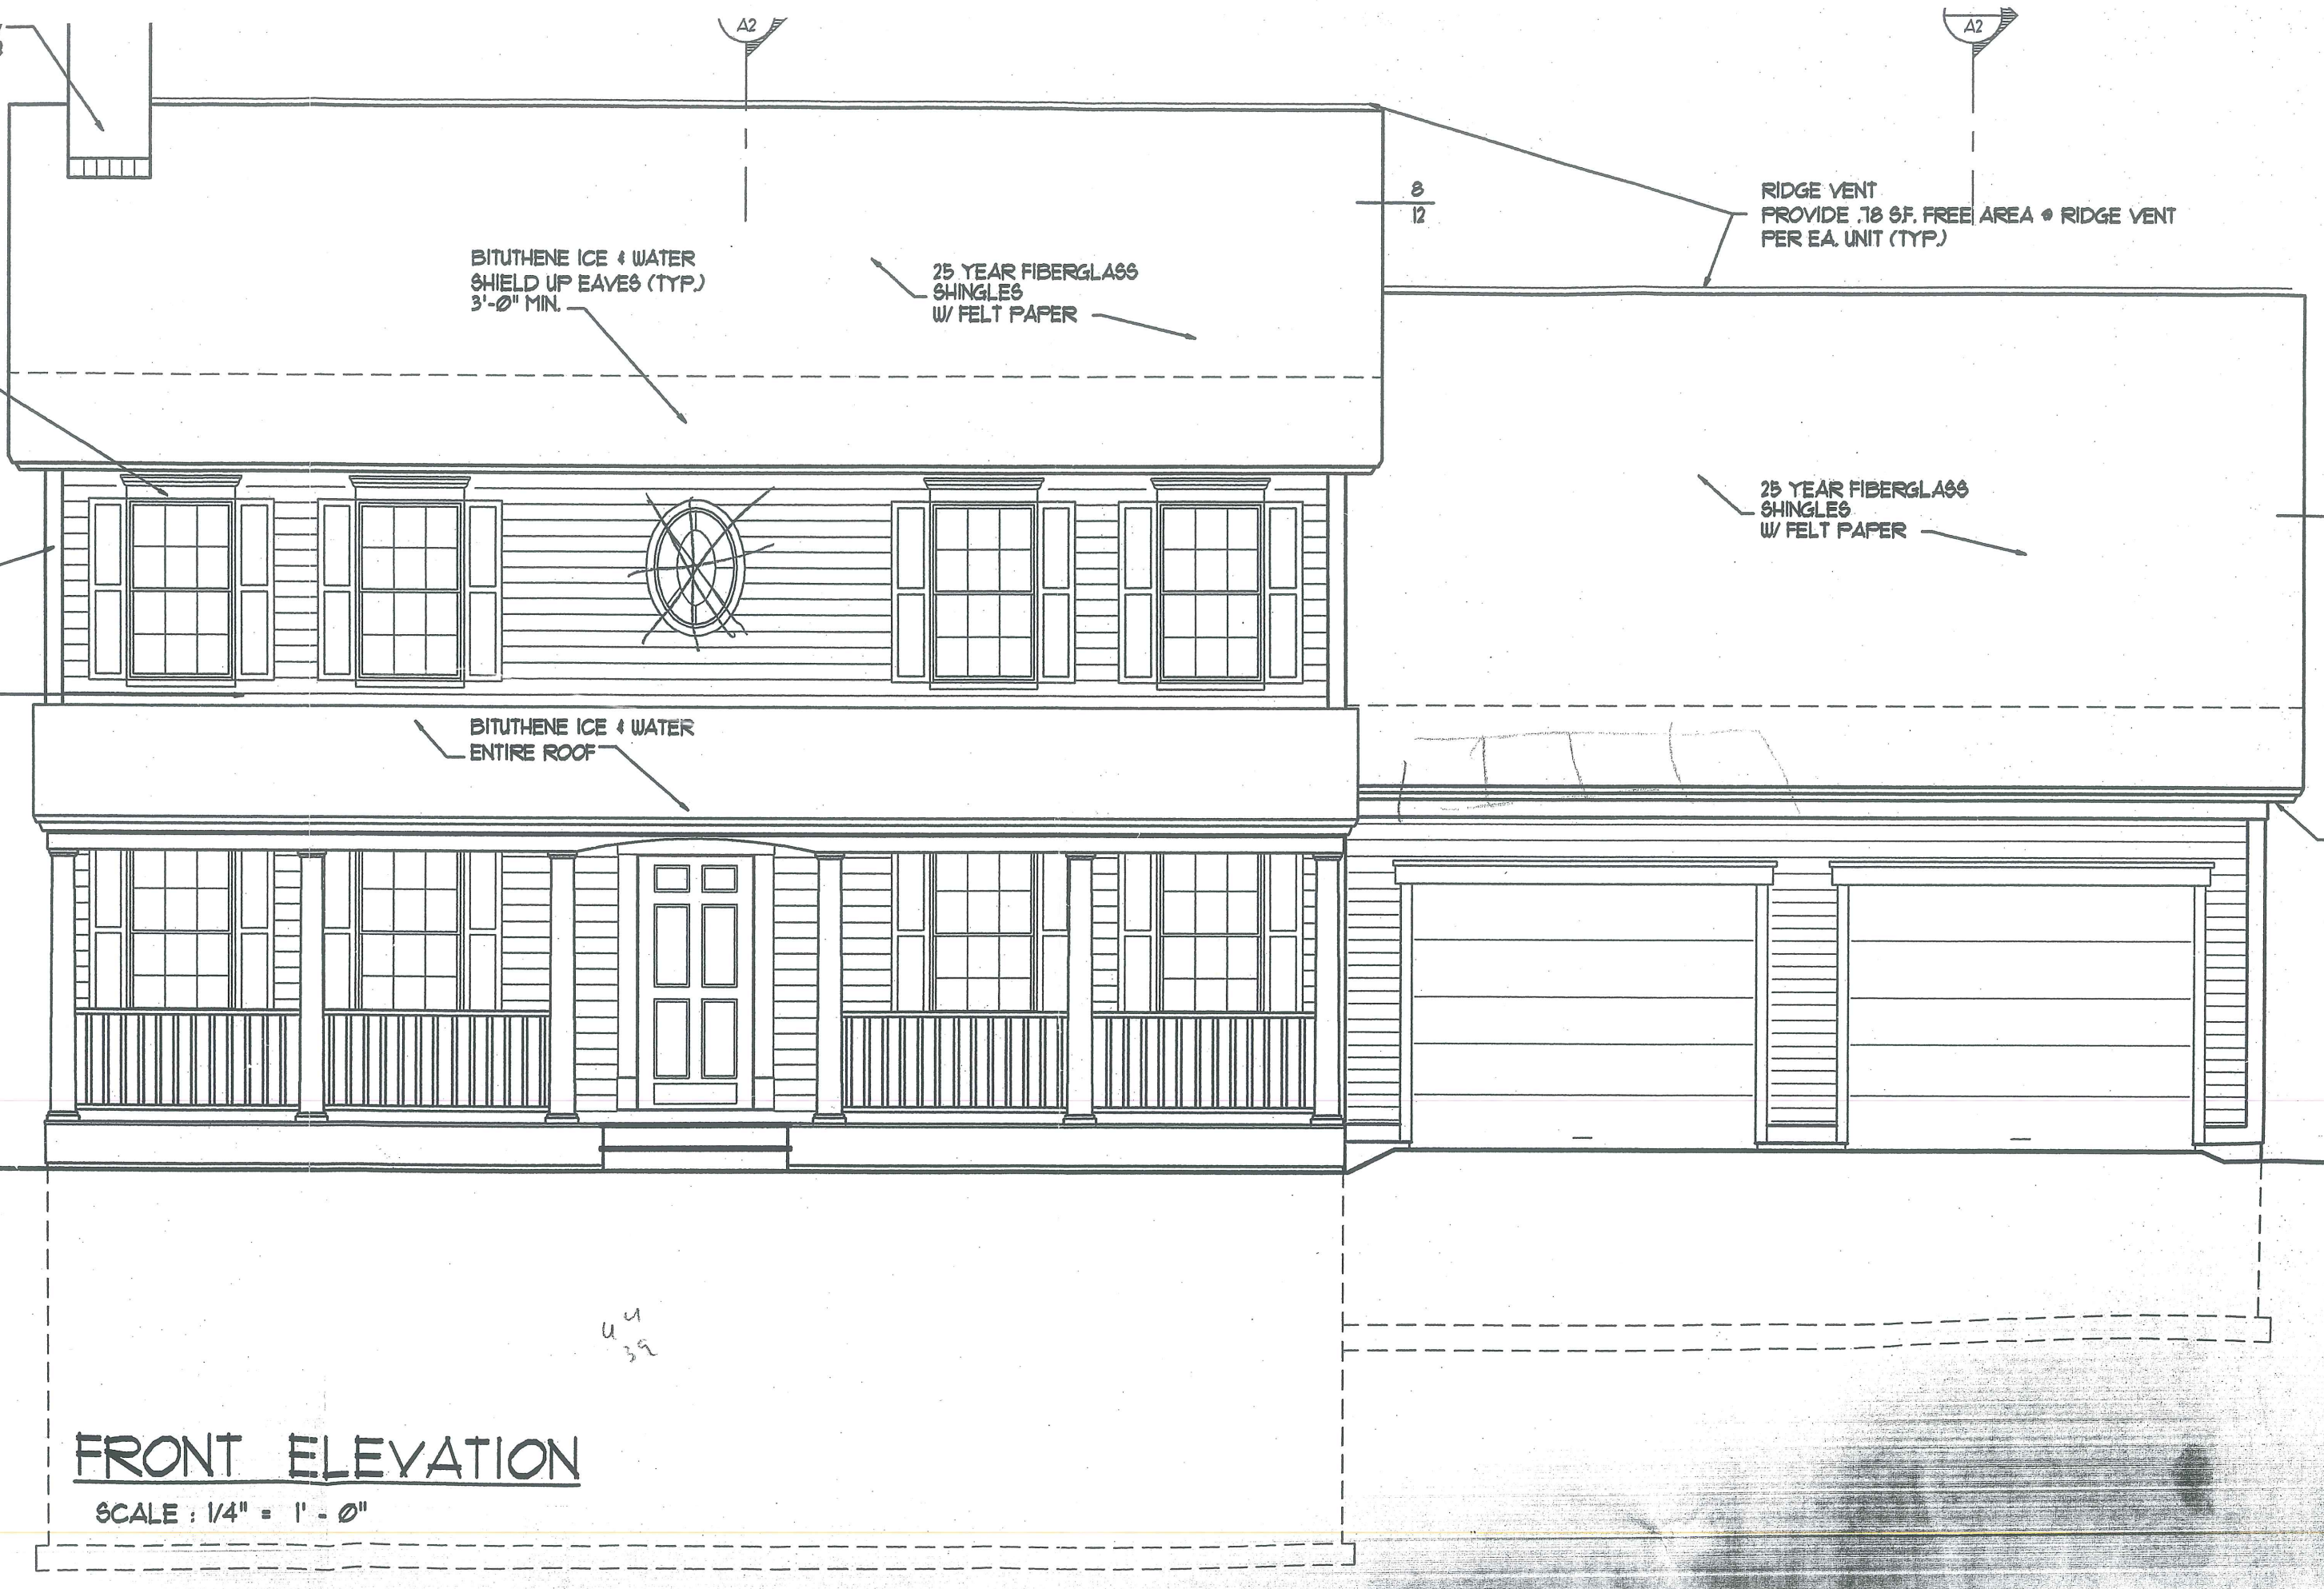 A2
A2
8
12
RIDGE VENT
PROVIDE .78 S.F. FREE AREA @ RIDGE VENT
PER EA. UNIT (TYP.)
BITUTHENE ICE & WATER
SHIELD UP EAVES (TYP.)
3'-0" MIN.
25 YEAR FIBERGLASS
SHINGLES
W/ FELT PAPER
25 YEAR FIBERGLASS
SHINGLES
W/ FELT PAPER
BITUTHENE ICE & WATER
ENTIRE ROOF
39
FRONT ELEVATION
SCALE : 1/4" = 1' - 0"